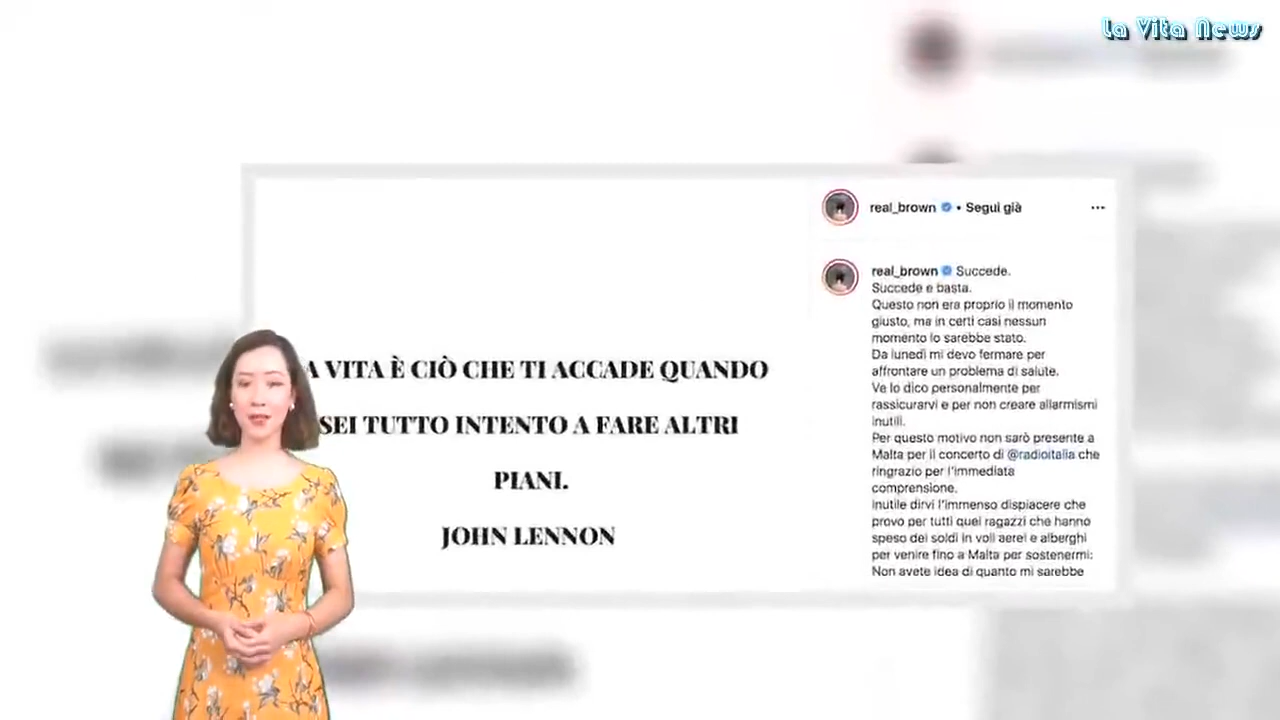 La Vita News
A VITA È CIÒ CHE TI ACCADE QUANDO
SEI TUTTO INTENTO A FARE ALTRI
PIANI.
JOHN LENNON
real_brown • Segui già
real_brown Succede.
Succede e basta.
Questo non era proprio il momento
giusto, ma in certi casi nessun
momento lo sarebbe stato.
Da lunedì mi devo fermare per
affrontare un problema di salute.
Ve lo dico personalmente per
rassicurarvi e per non creare allarmismi
inutili.
Per questo motivo non sarò presente a
Malta per il concerto di @radioitalia che
ringrazio per l'immediata
comprensione.
Inutile dirvi l'immenso dispiacere che
provo per tutti quei ragazzi che hanno
speso dei soldi in voli aerei e alberghi
per venire fino a Malta per sostenermi:
Non avete idea di quanto mi sarebbe